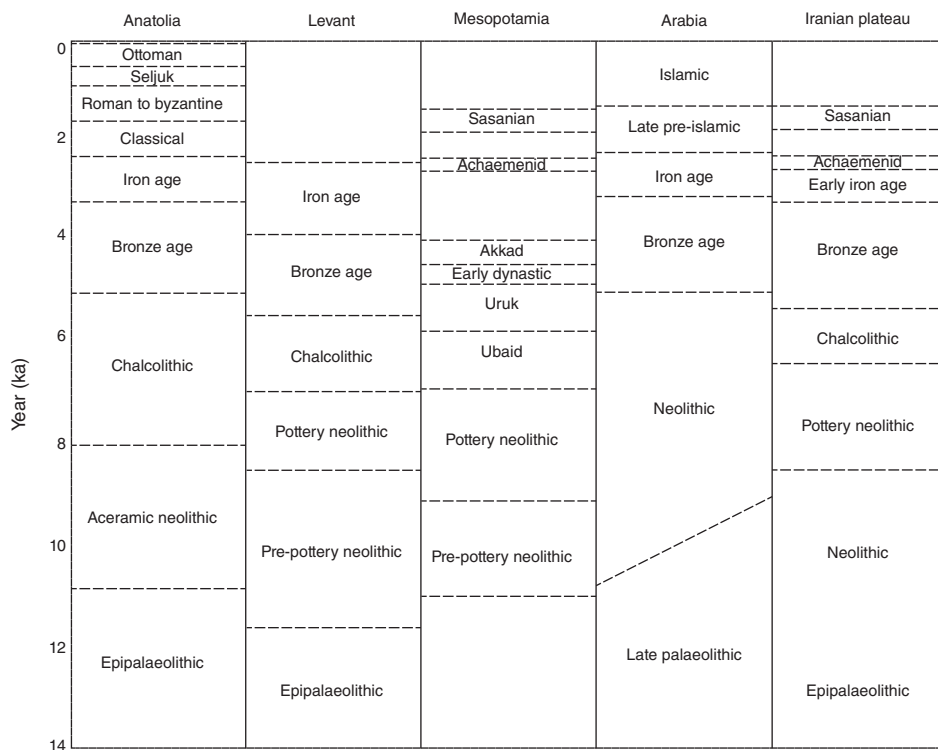 Anatolia
Levant
Mesopotamia
Arabia
Iranian plateau
Year (ka)
0
2
4
6
8
10
12
14
Ottoman
Seljuk
Roman to byzantine
Classical
Iron age
Bronze age
Chalcolithic
Aceramic neolithic
Epipalaeolithic
Iron age
Bronze age
Chalcolithic
Pottery neolithic
Pre-pottery neolithic
Epipalaeolithic
Sasanian
Achaemenid
Akkad
Early dynastic
Uruk
Ubaid
Pottery neolithic
Pre-pottery neolithic
Islamic
Late pre-islamic
Iron age
Bronze age
Neolithic
Late palaeolithic
Sasanian
Achaemenid
Early iron age
Bronze age
Chalcolithic
Pottery neolithic
Neolithic
Epipalaeolithic